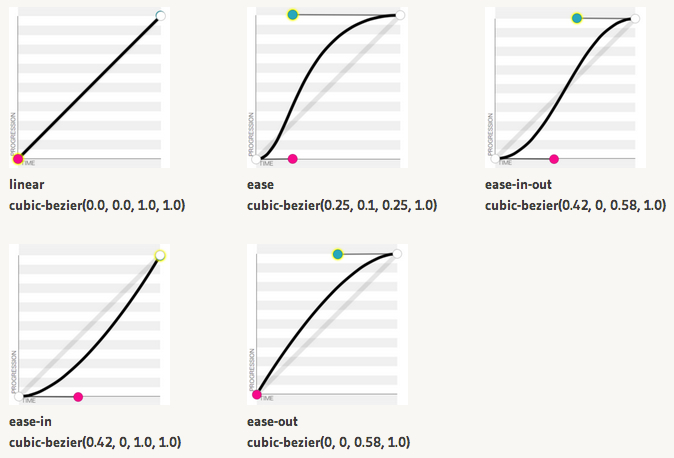 PROGRESSION
TIME
linear
cubic-bezier(0.0, 0.0, 1.0, 1.0)
PROGRESSION
TIME
ease
cubic-bezier(0.25, 0.1, 0.25, 1.0)
PROGRESSION
TIME
ease-in-out
cubic-bezier(0.42, 0, 0.58, 1.0)
PROGRESSION
TIME
ease-in
cubic-bezier(0.42, 0, 1.0, 1.0)
PROGRESSION
TIME
ease-out
cubic-bezier(0, 0, 0.58, 1.0)